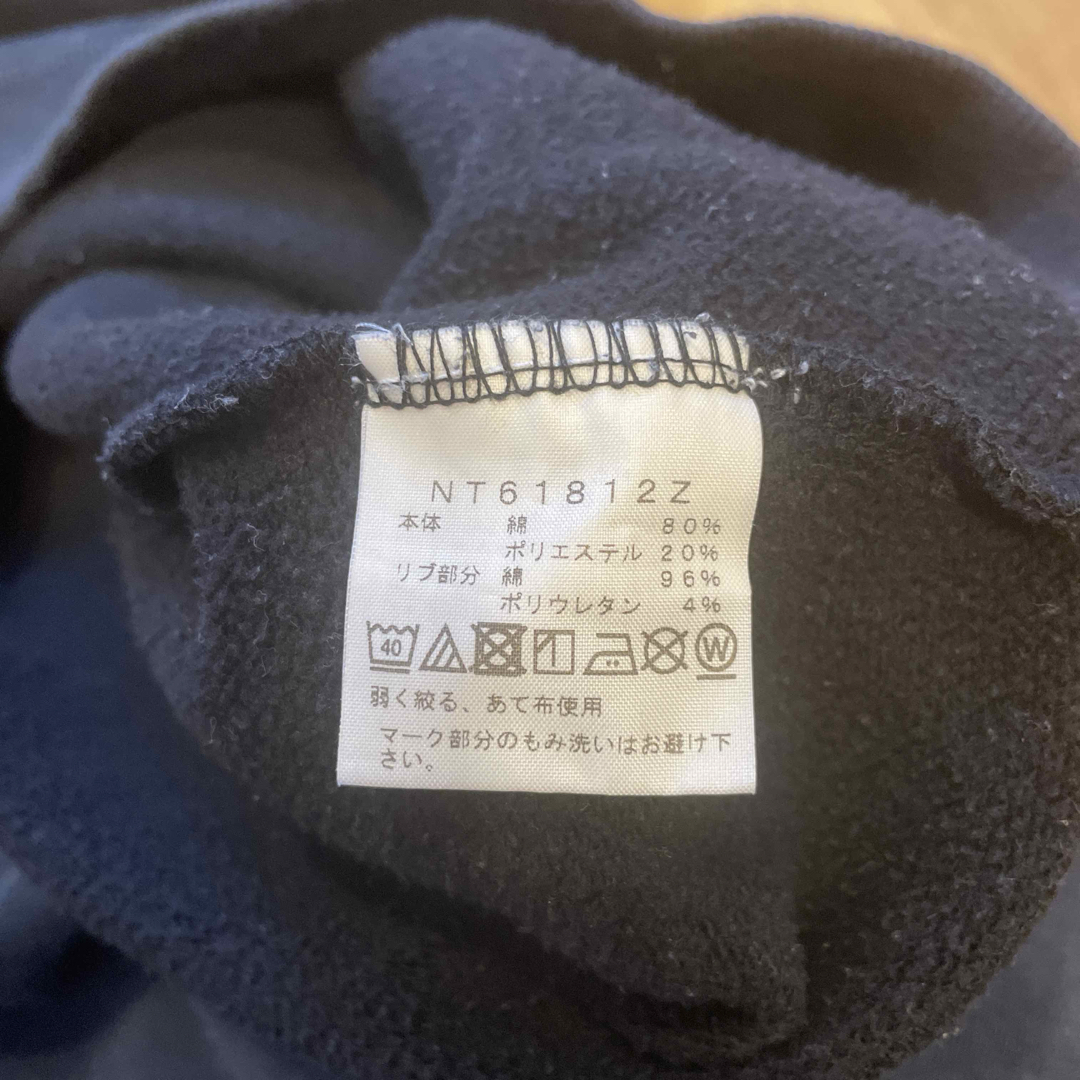 NT61812Z
本体 綿 80%
ポリエステル 20%
リブ部分 綿 96%
ポリウレタン 4%
40 W
弱く絞る、あて布使用
マーク部分のもみ洗いはお避け下
さい。